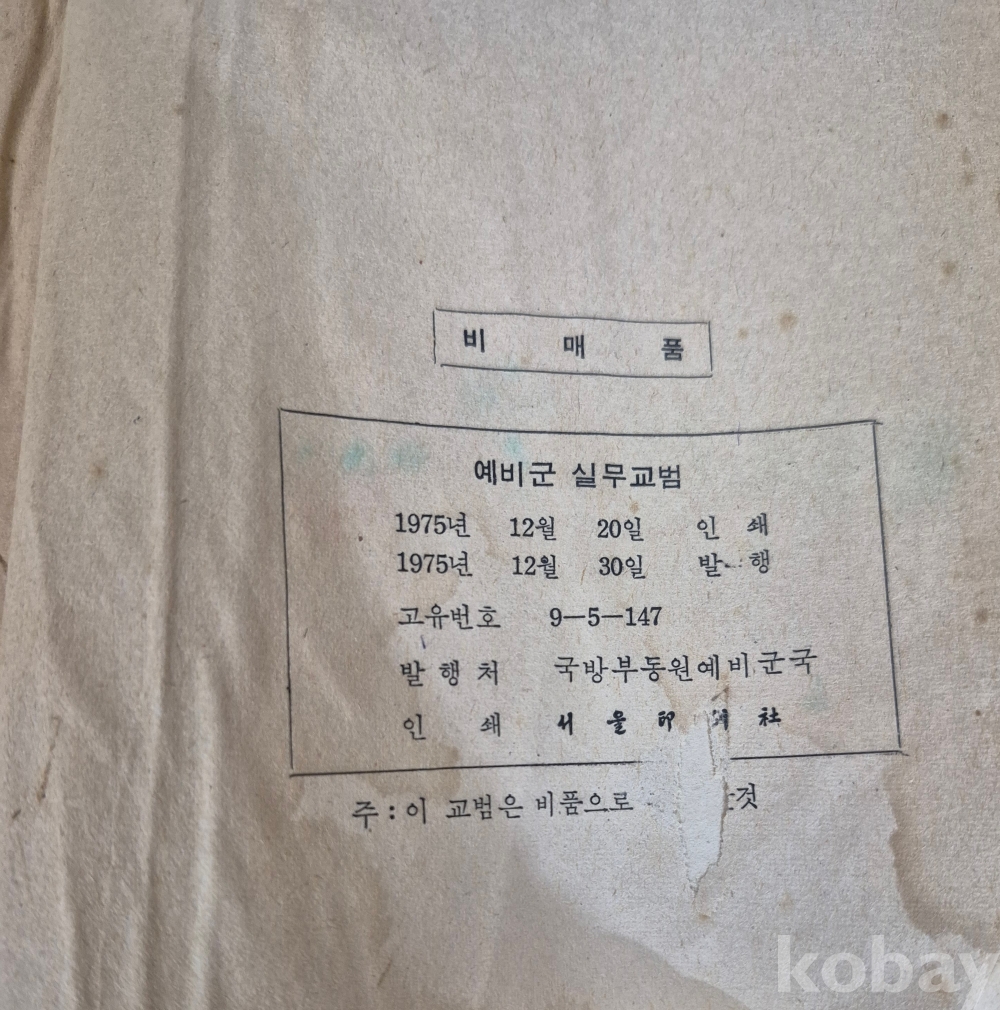 비 매 품
예비군 실무교범
1975년 12월 20일 인 쇄
1975년 12월 30일 발 행
고유번호 9-5-147
발 행 처 국방부동원예비군국
인 쇄 서 울 印 社
주 : 이 교범은 비품으로 것
kobay